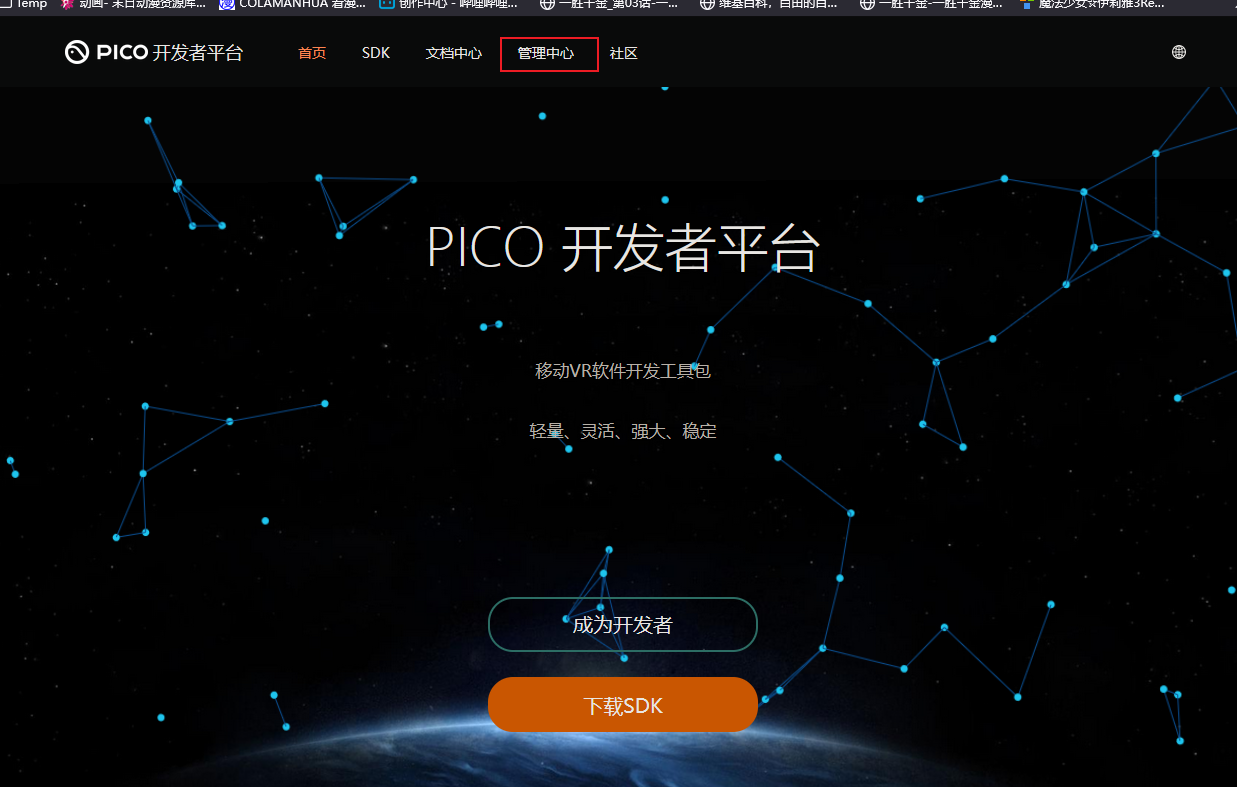 Temp 动画- 末日动漫资源库... COLAMANHUA 看漫... 创作中心 - 哔哩哔哩... 一胜千金_第03话-一... 维基百科，自由的自... 一胜千金-一胜千金漫... 魔法少女☆伊莉雅3Re...
PICO 开发者平台 首页 SDK 文档中心 管理中心 社区
PICO 开发者平台
移动VR软件开发工具包
轻量、灵活、强大、稳定
成为开发者
下载SDK